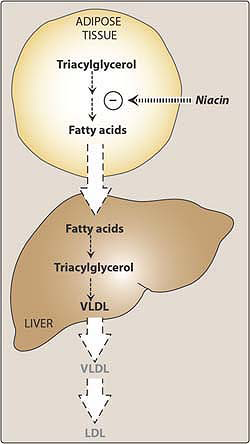 ADIPOSE
TISSUE
Triacylglycerol
Niacin
Fatty acids
Fatty acids
Triacylglycerol
VLDL
LIVER
VLDL
LDL